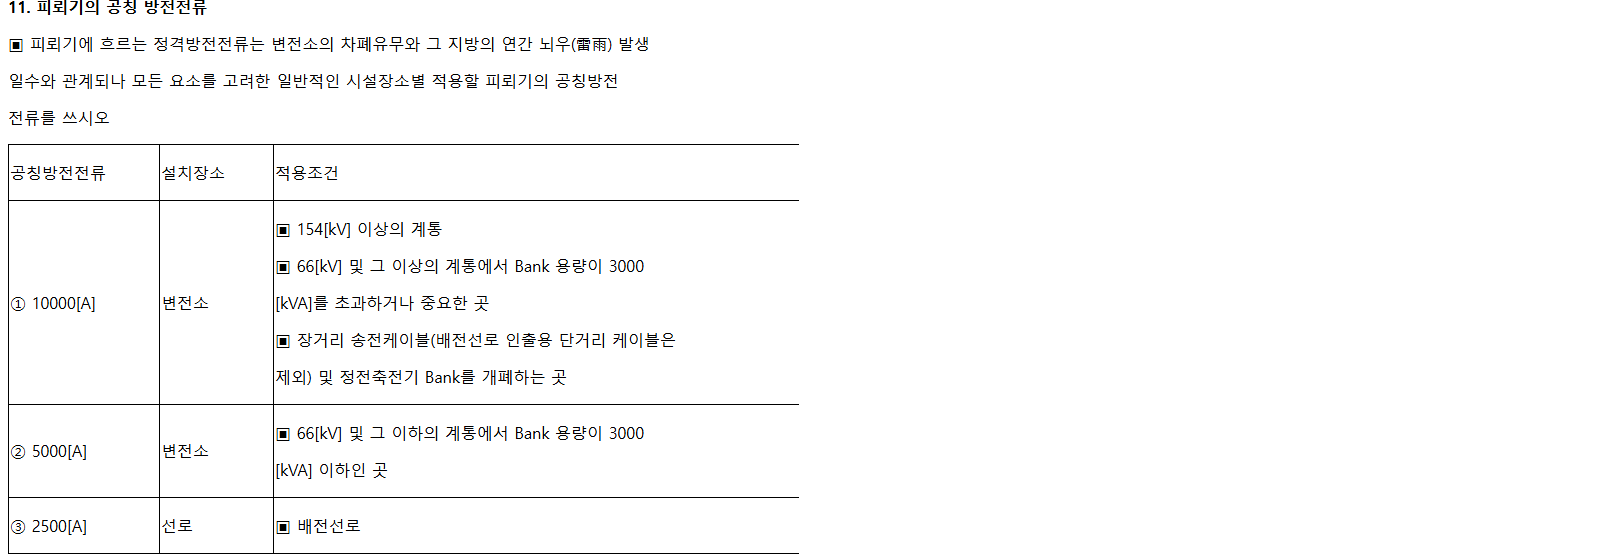 11. 피뢰기의 공칭 방전전류
▣ 피뢰기에 흐르는 정격방전전류는 변전소의 차폐유무와 그 지방의 연간 뇌우(雷雨) 발생
일수와 관계되나 모든 요소를 고려한 일반적인 시설장소별 적용할 피뢰기의 공칭방전
전류를 쓰시오
공칭방전전류 설치장소 적용조건
① 10000[A] 변전소
▣ 154[kV] 이상의 계통
▣ 66[kV] 및 그 이상의 계통에서 Bank 용량이 3000
[kVA]를 초과하거나 중요한 곳
▣ 장거리 송전케이블(배전선로 인출용 단거리 케이블은
제외) 및 정전축전기 Bank를 개폐하는 곳
② 5000[A] 변전소
▣ 66[kV] 및 그 이하의 계통에서 Bank 용량이 3000
[kVA] 이하인 곳
③ 2500[A] 선로 ▣ 배전선로